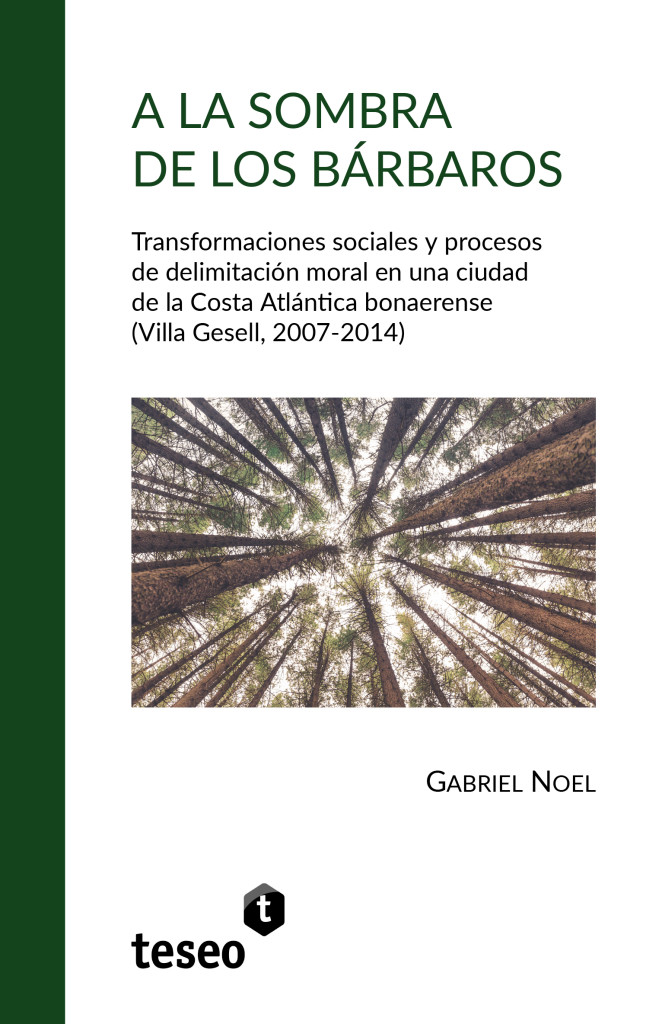 A LA SOMBRA
DE LOS BÁRBAROS
Transformaciones sociales y procesos
de delimitación moral en una ciudad
de la Costa Atlántica bonaerense
(Villa Gesell, 2007-2014)
GABRIEL NOEL
t
teseo